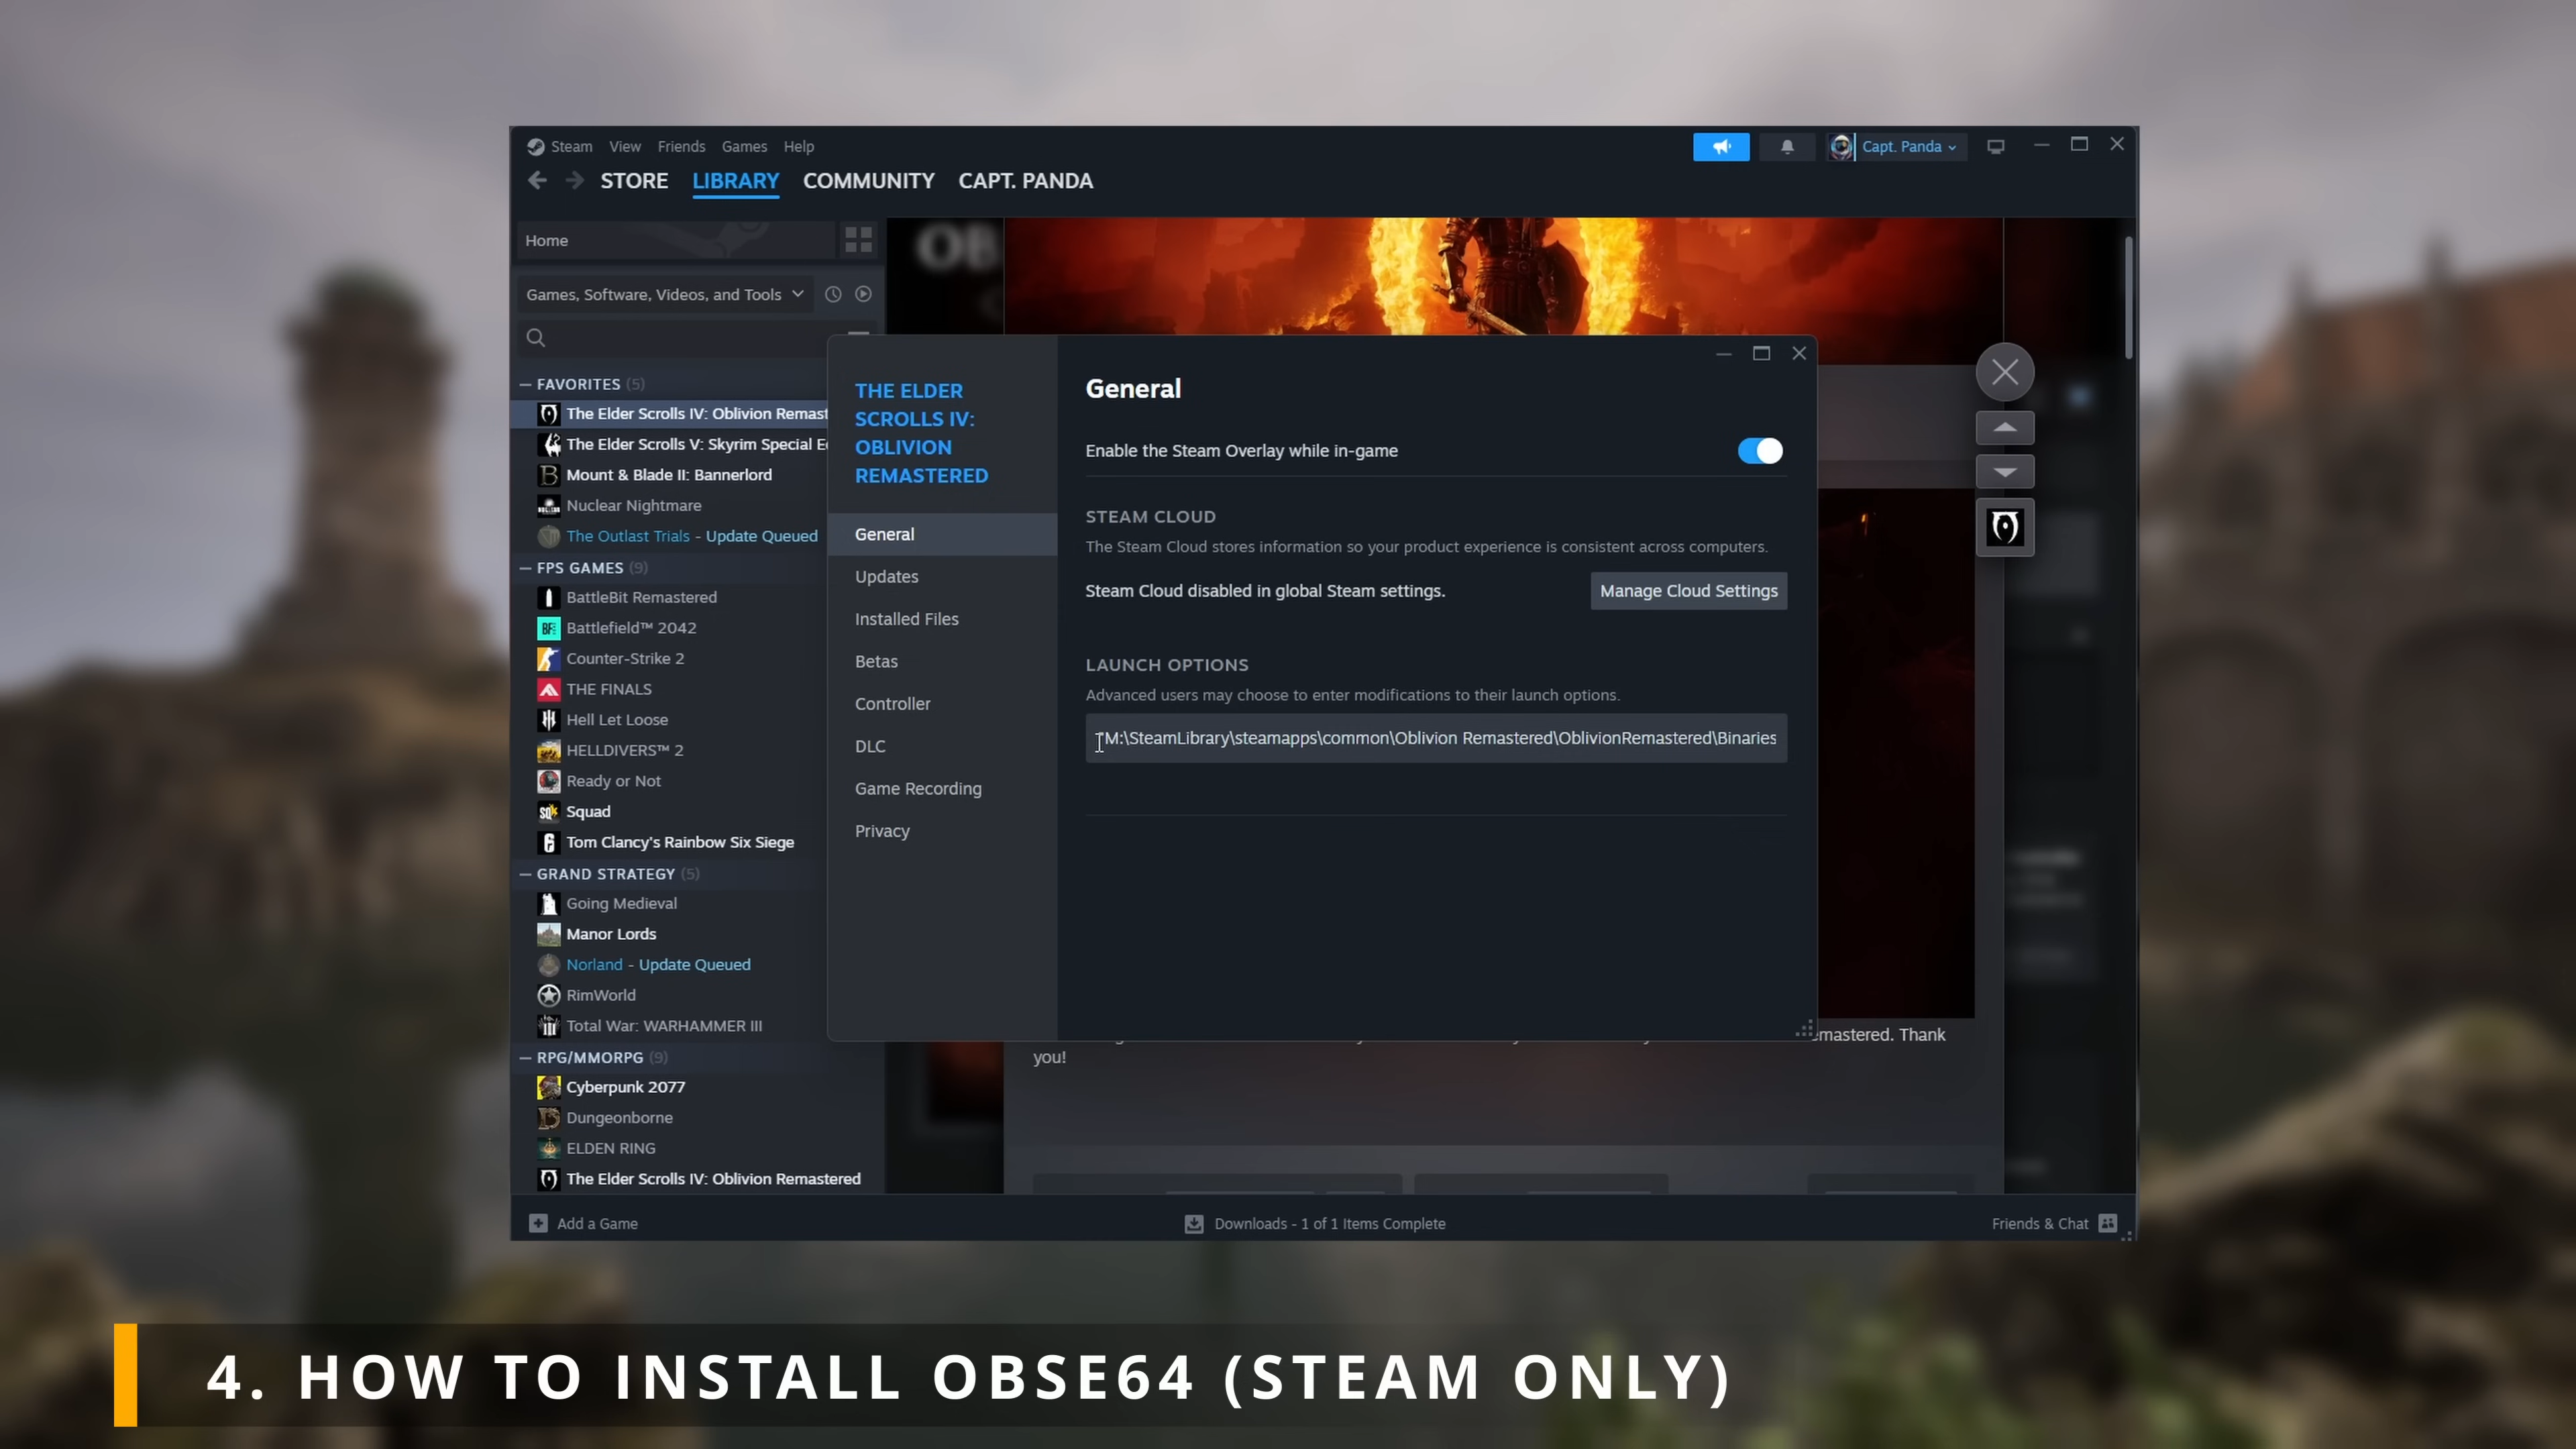 Steam View Friends Games Help
Capt. Panda
STORE LIBRARY COMMUNITY CAPT. PANDA
Home
OB
Games, Software, Videos, and Tools
— FAVORITES (5)
The Elder Scrolls IV: Oblivion Remast
The Elder Scrolls V: Skyrim Special E
Mount & Blade II: Bannerlord
Nuclear Nightmare
The Outlast Trials - Update Queued
— FPS GAMES (9)
BattleBit Remastered
Battlefield™ 2042
Counter-Strike 2
THE FINALS
Hell Let Loose
HELLDIVERS™ 2
Ready or Not
Squad
Tom Clancy's Rainbow Six Siege
— GRAND STRATEGY (5)
Going Medieval
Manor Lords
Norland - Update Queued
RimWorld
Total War: WARHAMMER III
— RPG/MMORPG (9)
Cyberpunk 2077
Dungeonborne
ELDEN RING
The Elder Scrolls IV: Oblivion Remastered
THE ELDER
SCROLLS IV:
OBLIVION
REMASTERED
General
Updates
Installed Files
Betas
Controller
DLC
Game Recording
Privacy
General
Enable the Steam Overlay while in-game
STEAM CLOUD
The Steam Cloud stores information so your product experience is consistent across computers.
Steam Cloud disabled in global Steam settings.
Manage Cloud Settings
LAUNCH OPTIONS
Advanced users may choose to enter modifications to their launch options.
"M:\SteamLibrary\steamapps\common\Oblivion Remastered\OblivionRemastered\Binaries
emastered. Thank
you!
Add a Game
Downloads - 1 of 1 Items Complete
Friends & Chat
4. HOW TO INSTALL OBSE64 (STEAM ONLY)